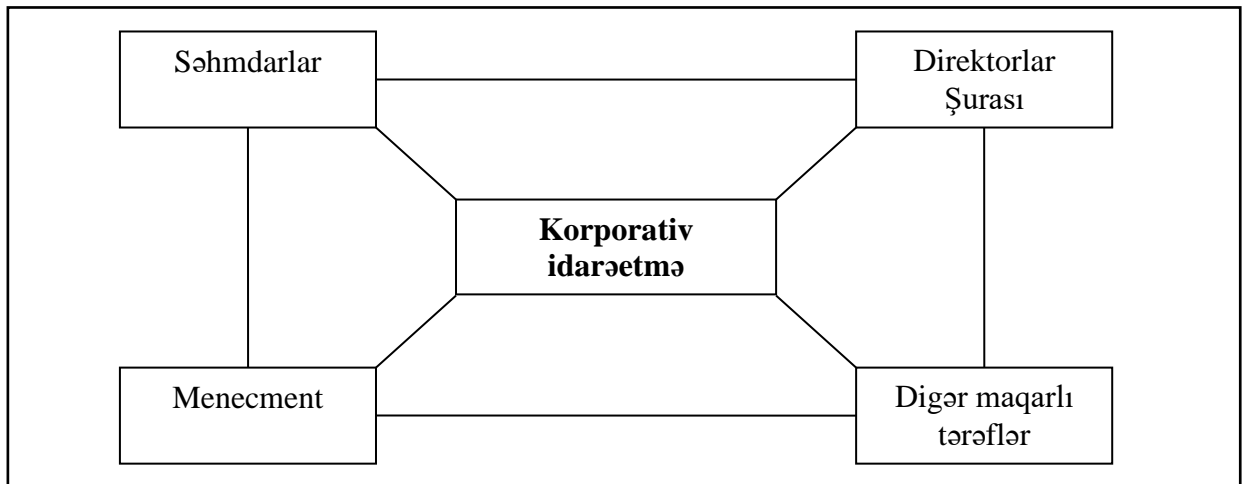 Səhmdarlar
Direktorlar
Şurası
Korporativ
idarəetmə
Menecment
Digər maqarlı
tərəflər